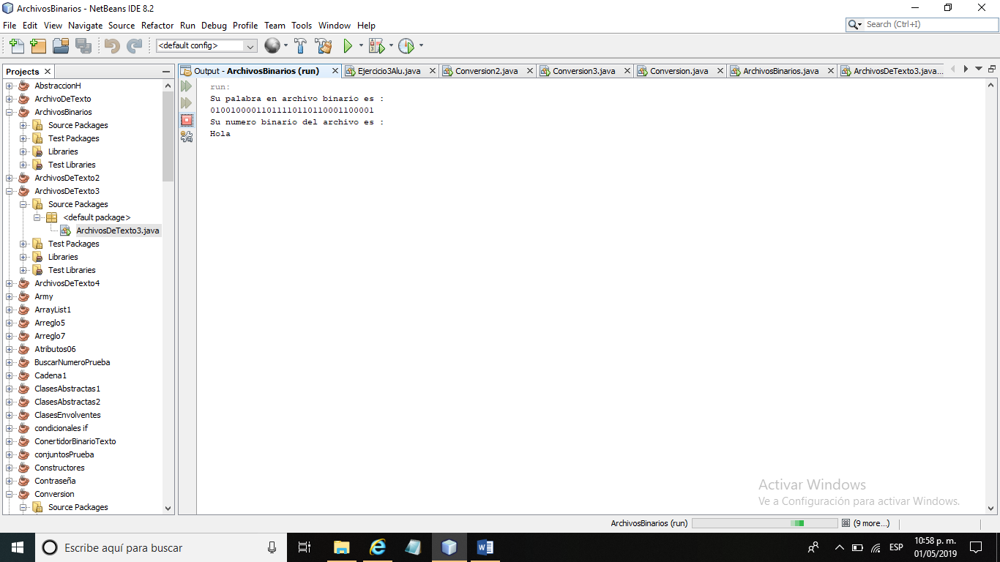 ArchivosBinarios - NetBeans IDE 8.2
File Edit View Navigate Source Refactor Run Debug Profile Team Tools Window Help
Search (Ctrl+I)
<default config>
Projects
Output - ArchivosBinarios (run)
Ejercicio3Alu.java
Conversion2.java
Conversion3.java
Conversion.java
ArchivosBinarios.java
ArchivosDeTexto3.java...
AbstraccionH
ArchivoDeTexto
ArchivosBinarios
Source Packages
Test Packages
Libraries
Test Libraries
ArchivosDeTexto2
ArchivosDeTexto3
Source Packages
<default package>
ArchivosDeTexto3.java
Test Packages
Libraries
Test Libraries
ArchivosDeTexto4
Army
ArrayList1
Arreglo5
Arreglo7
Atributos06
BuscarNumeroPrueba
Cadena1
ClasesAbstractas1
ClasesAbstractas2
ClasesEnvolventes
condicionales if
ConertidorBinarioTexto
conjuntosPrueba
Constructores
Contraseña
Conversion
Source Packages
run:
Su palabra en archivo binario es :
01001000011011110110110001100001
Su numero binario del archivo es :
Hola
Activar Windows
Ve a Configuración para activar Windows.
ArchivosBinarios (run)
(9 more...)
Escribe aquí para buscar
ESP
10:58 p. m.
01/05/2019